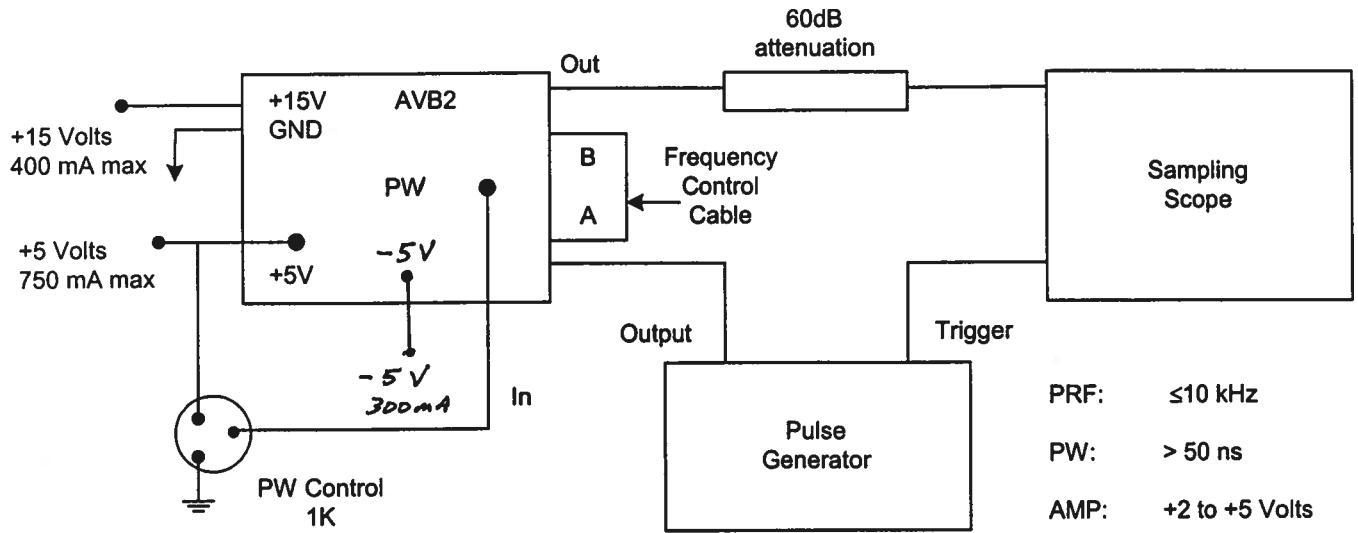 60dB
attenuation
Out
+15V
AVB2
GND
+15 Volts
400 mA max
B
A
Frequency
Control
Cable
Sampling
Scope
PW
+5 Volts
750 mA max
-5V
+5V
Output
Trigger
-5V
300mA
In
PW Control
1K
Pulse
Generator
PRF: ≤10 kHz
PW: > 50 ns
AMP: +2 to +5 Volts